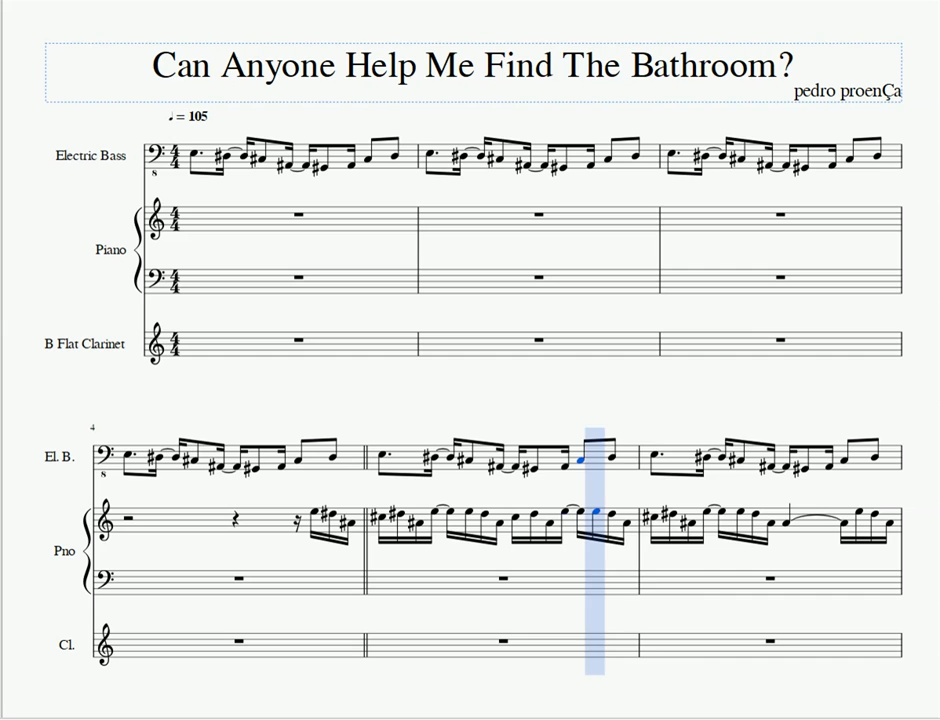 Can Anyone Help Me Find The Bathroom?
pedro proenÇa
♩ = 105
Electric Bass
8
4
4
4
4
Piano
4
4
B Flat Clarinet
4
4
4
El. B.
8
Pno
Cl.